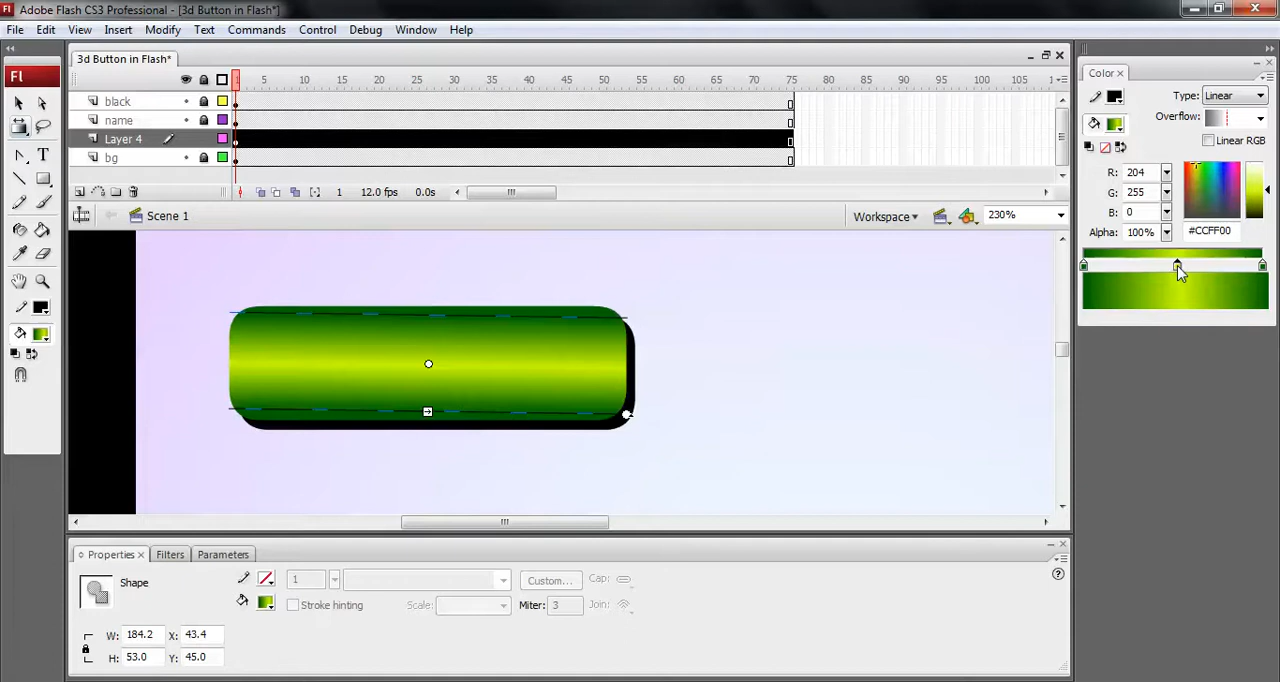 Fl Adobe Flash CS3 Professional - [3d Button in Flash*]
File Edit View Insert Modify Text Commands Control Debug Window Help
Fl
3d Button in Flash*
1 5 10 15 20 25 30 35 40 45 50 55 60 65 70 75 80 85 90 95 100 105 1
black
name
Layer 4
bg
1 12.0 fps 0.0s
Scene 1
Workspace 230%
Color
Type: Linear
Overflow:
Linear RGB
R: 204
G: 255
B: 0
Alpha: 100% #CCFF00
Properties Filters Parameters
Shape
1 Custom... Cap:
Stroke hinting Scale: Miter: 3 Join:
W: 184.2 X: 43.4
H: 53.0 Y: 45.0